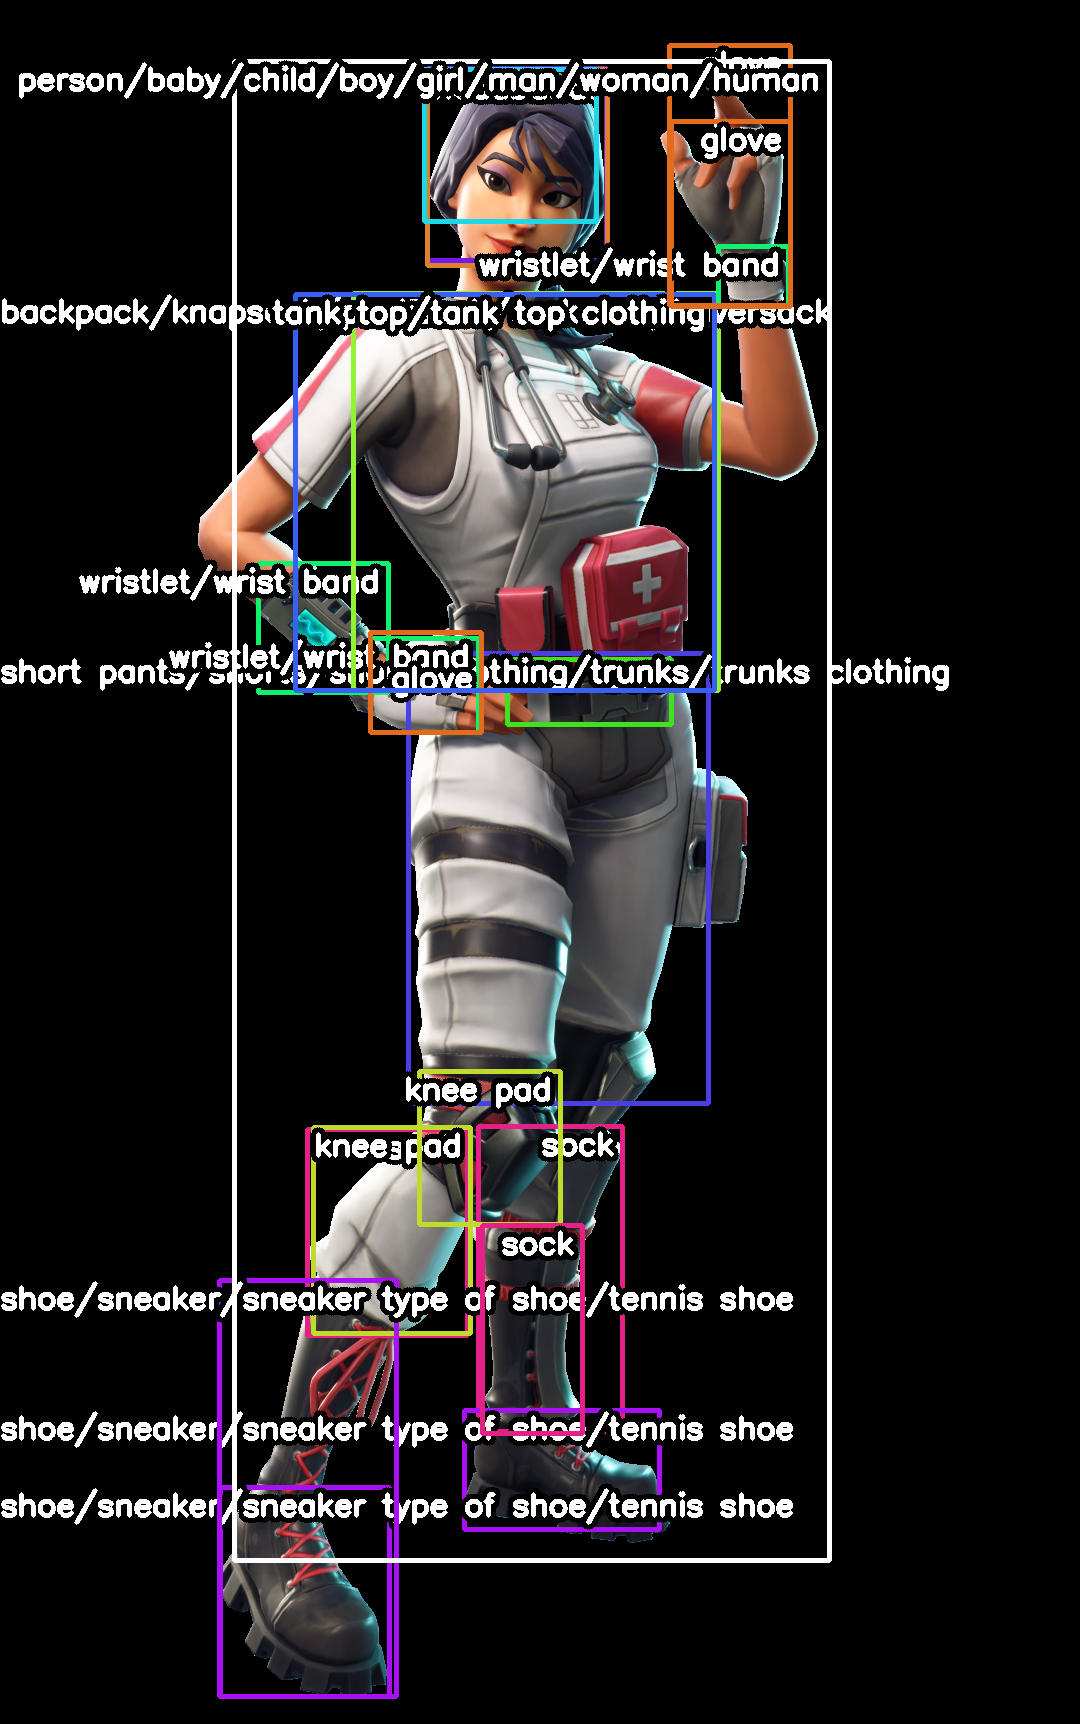 person/baby/child/boy/girl/man/woman/human
glove
wristlet/wrist band
backpack/knaps tank top/tank top clothing versack
wristlet/wrist band
wristlet/wrist band
short pants/shorts/sh thing/trunks/trunks clothing
glove
knee pad
knee pad
sock
sock
shoe/sneaker/sneaker type of shoe/tennis shoe
shoe/sneaker/sneaker type of shoe/tennis shoe
shoe/sneaker/sneaker type of shoe/tennis shoe